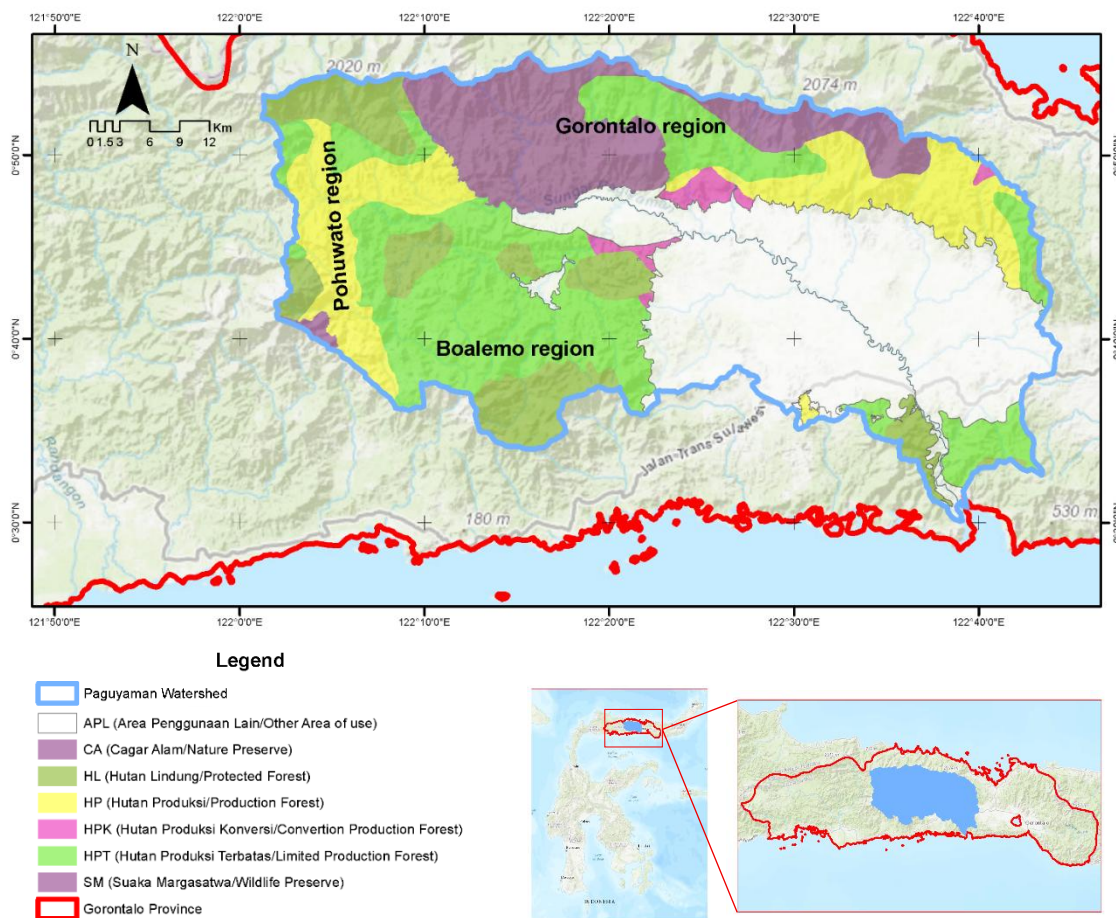 121°50'0"E 122°0'0"E 122°10'0"E 122°20'0"E 122°30'0"E 122°40'0"E
N
2020 m
2074 m
Km
0 1.5 3 6 9 12
Gorontalo region
0°50'0"N
Pohuwato region
0°40'0"N
Boalemo region
Jalan-Trans Sulawesi
Randangon
0°30'0"N
180 m
530 m
121°50'0"E 122°0'0"E 122°10'0"E 122°20'0"E 122°30'0"E 122°40'0"E
Legend
Paguyaman Watershed
APL (Area Penggunaan Lain/Other Area of use)
CA (Cagar Alam/Nature Preserve)
HL (Hutan Lindung/Protected Forest)
HP (Hutan Produksi/Production Forest)
HPK (Hutan Produksi Konversi/Convertion Production Forest)
HPT (Hutan Produksi Terbatas/Limited Production Forest)
SM (Suaka Margasatwa/Wildlife Preserve)
Gorontalo Province
INDONESIA